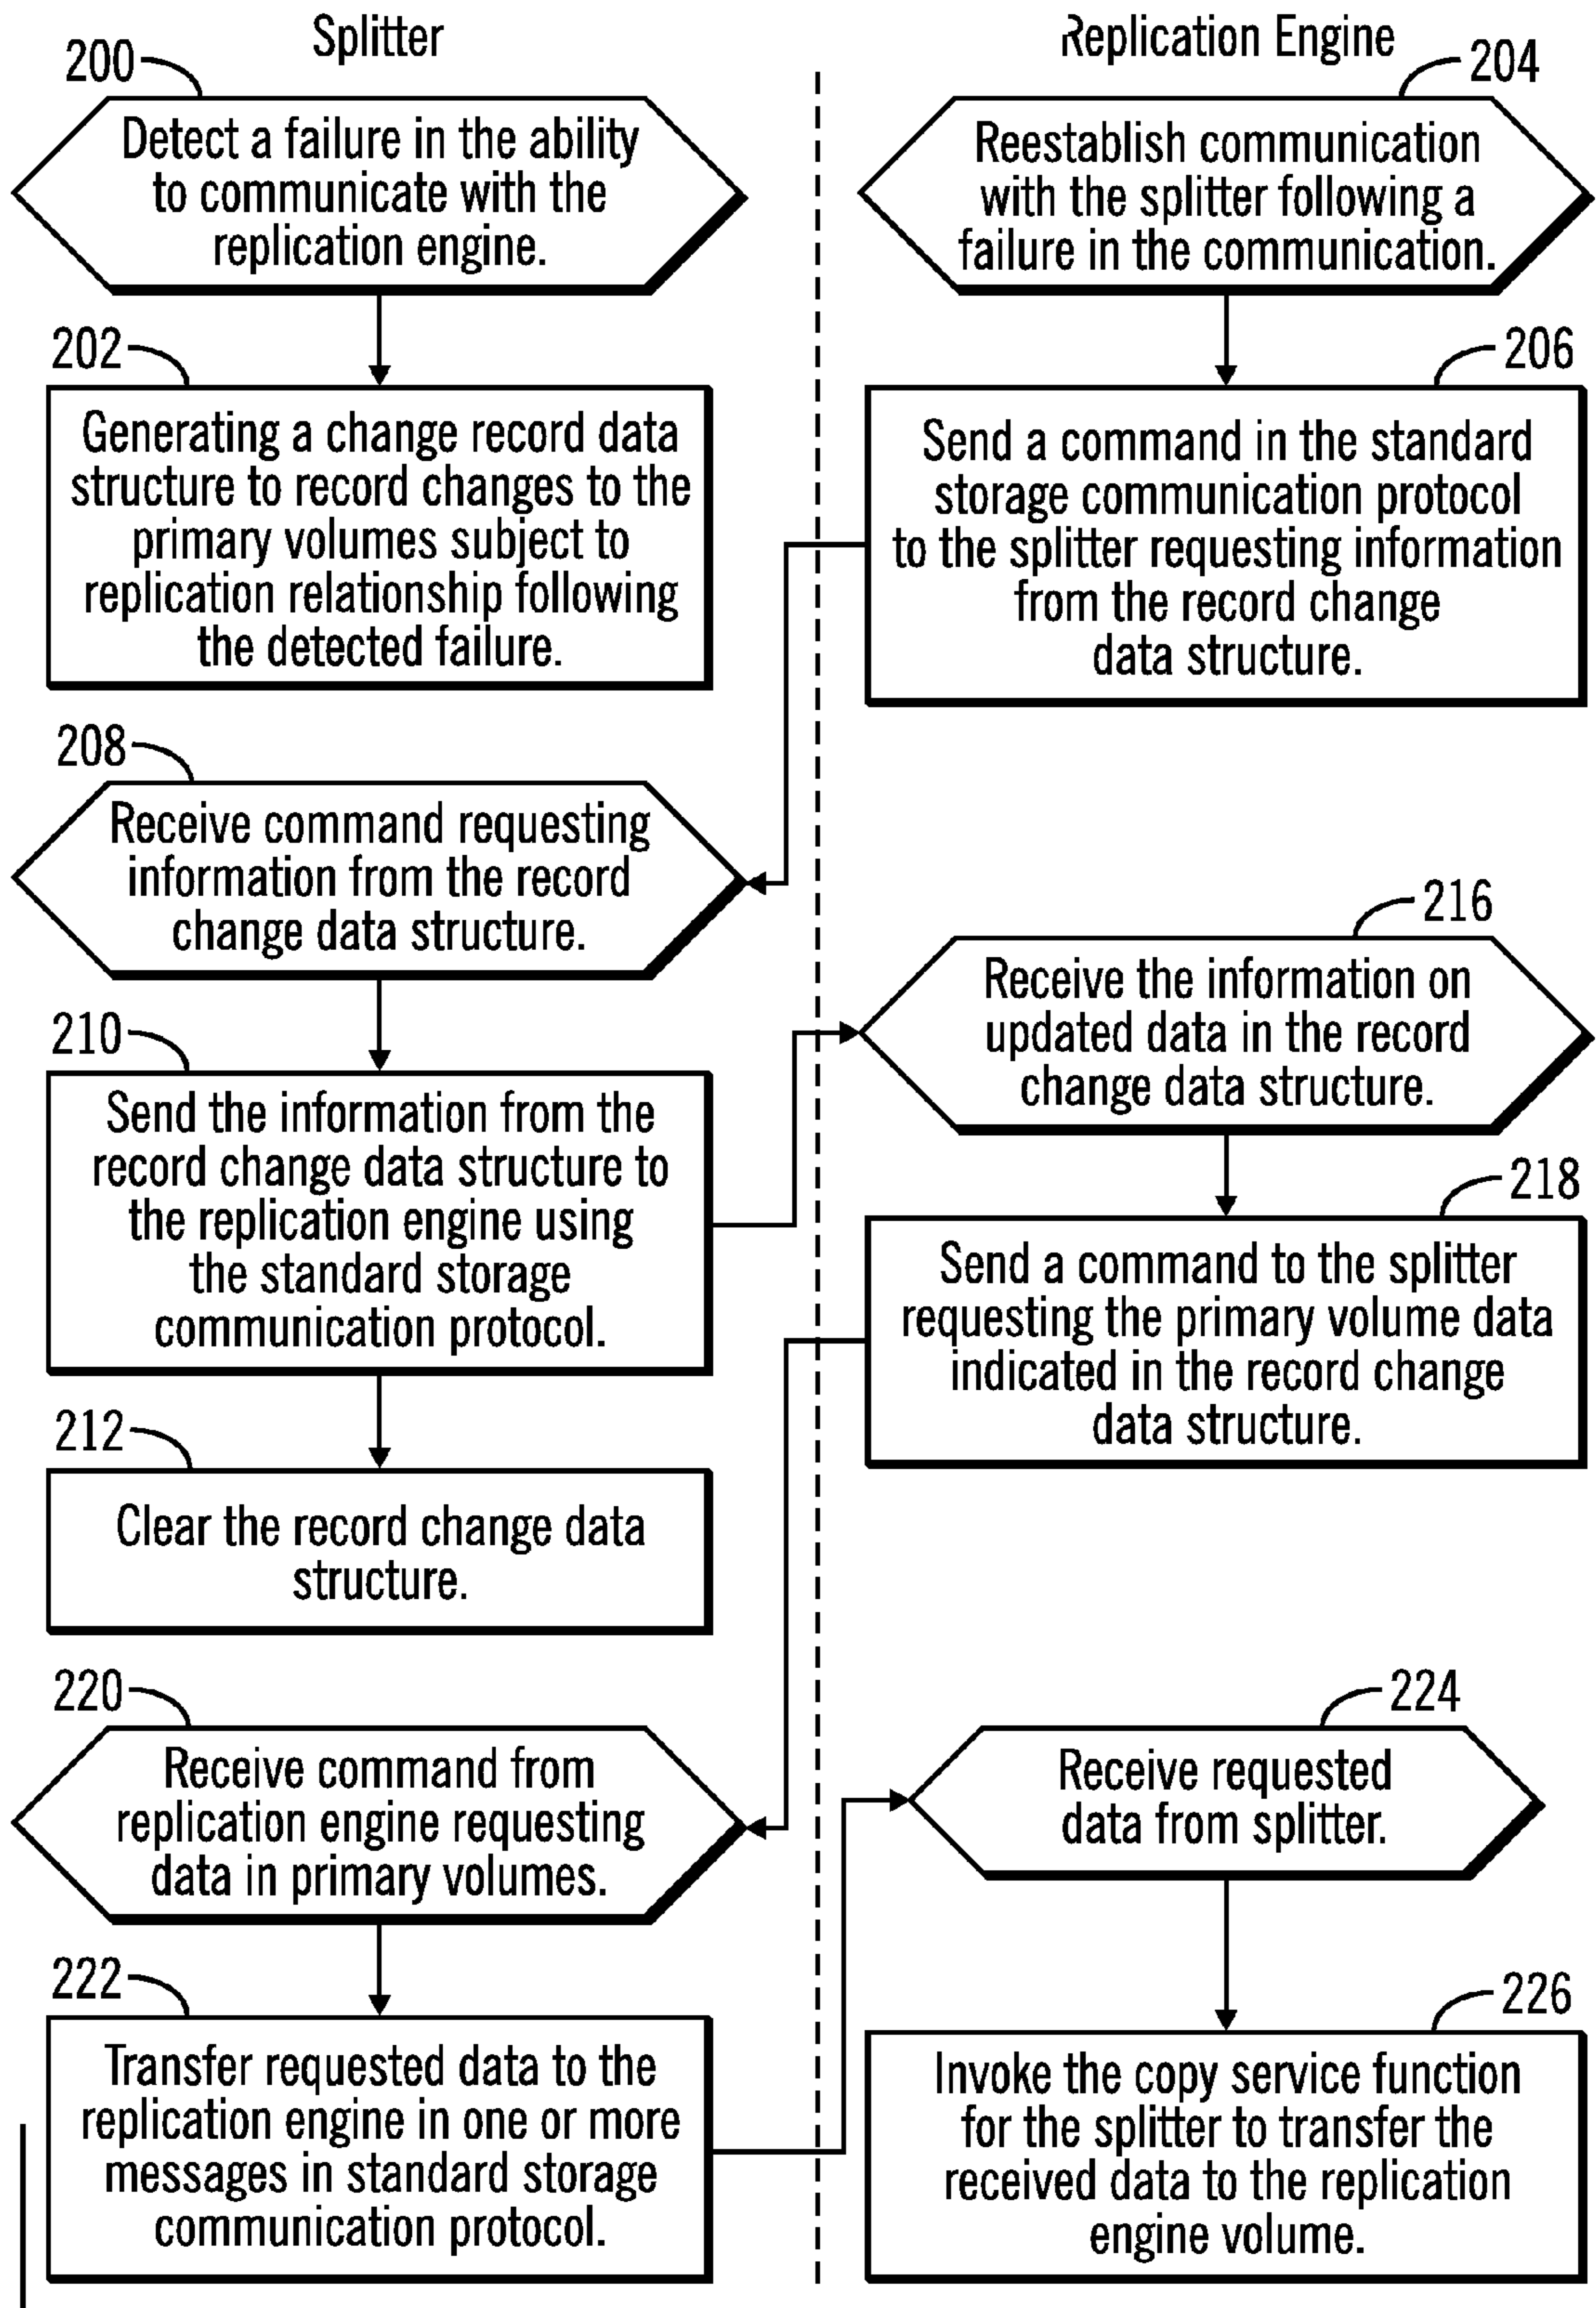 Splitter
200
Detect a failure in the ability
to communicate with the
replication engine.
202
Generating a change record data
structure to record changes to the
primary volumes subject to
replication relationship following
the detected failure.
208
Receive command requesting
information from the record
change data structure.
210
Send the information from the
record change data structure to
the replication engine using
the standard storage
communication protocol.
212
Clear the record change data
structure.
220
Receive command from
replication engine requesting
data in primary volumes.
222
Transfer requested data to the
replication engine in one or more
messages in standard storage
communication protocol.
Replication Engine
204
Reestablish communication
with the splitter following a
failure in the communication.
206
Send a command in the standard
storage communication protocol
to the splitter requesting information
from the record change
data structure.
216
Receive the information on
updated data in the record
change data structure.
218
Send a command to the splitter
requesting the primary volume data
indicated in the record change
data structure.
224
Receive requested
data from splitter.
226
Invoke the copy service function
for the splitter to transfer the
received data to the replication
engine volume.